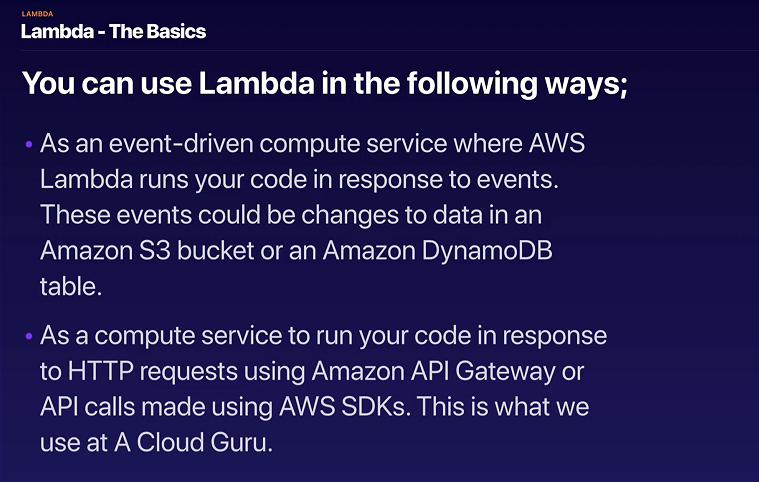 LAMBDA
Lambda - The Basics
You can use Lambda in the following ways;
• As an event-driven compute service where AWS
Lambda runs your code in response to events.
These events could be changes to data in an
Amazon S3 bucket or an Amazon DynamoDB
table.
• As a compute service to run your code in response
to HTTP requests using Amazon API Gateway or
API calls made using AWS SDKs. This is what we
use at A Cloud Guru.